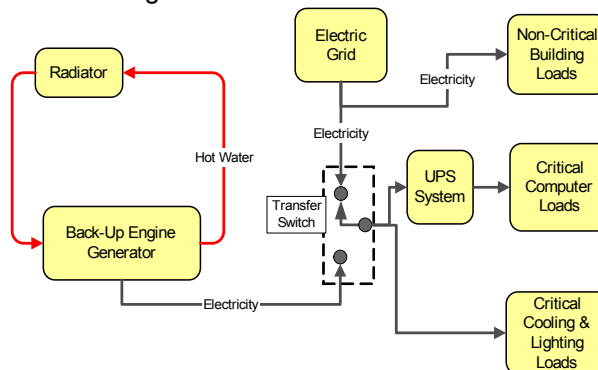 Electric
Grid
Non-Critical
Building
Loads
Radiator
Electricity
Electricity
Hot Water
UPS
System
Critical
Computer
Loads
Transfer
Switch
Back-Up Engine
Generator
Electricity
Critical
Cooling &
Lighting
Loads